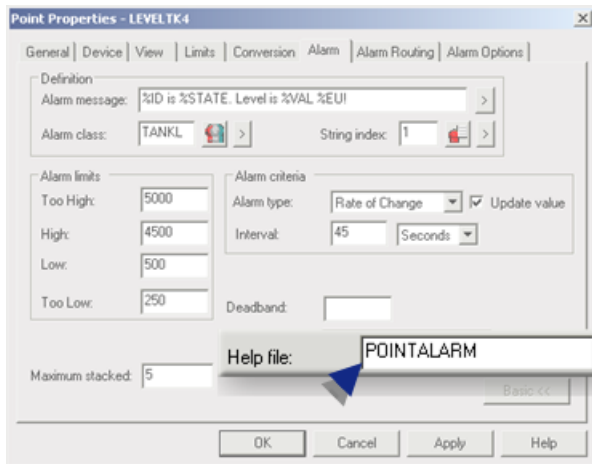 Point Properties - LEVELTK4
General Device View Limits Conversion Alarm Alarm Routing Alarm Options
Definition
Alarm message: %ID is %STATE. Level is %VAL %EU! >
Alarm class: TANKL > String index: 1 >
Alarm limits
Too High: 5000
High: 4500
Low: 500
Too Low: 250
Alarm criteria
Alarm type: Rate of Change Update value
Interval: 45 Seconds
Deadband:
Help file: POINTALARM
Maximum stacked: 5
Basic <<
OK Cancel Apply Help